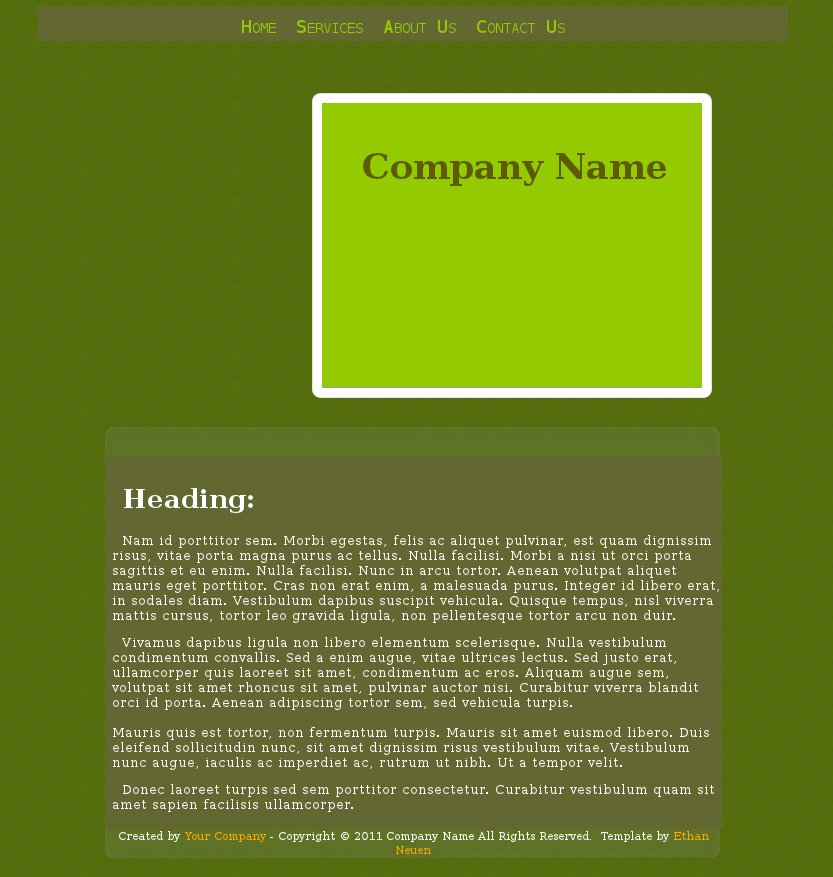 Home Services About Us Contact Us
Company Name
Heading:
Nam id porttitor sem. Morbi egestas, felis ac aliquet pulvinar, est quam dignissim
risus, vitae porta magna purus ac tellus. Nulla facilisi. Morbi a nisi ut orci porta
sagittis et eu enim. Nulla facilisi. Nunc in arcu tortor. Aenean volutpat aliquet
mauris eget porttitor. Cras non erat enim, a malesuada purus. Integer id libero erat,
in sodales diam. Vestibulum dapibus suscipit vehicula. Quisque tempus, nisl viverra
mattis cursus, tortor leo gravida ligula, non pellentesque tortor arcu non duir.
Vivamus dapibus ligula non libero elementum scelerisque. Nulla vestibulum
condimentum convallis. Sed a enim augue, vitae ultrices lectus. Sed justo erat,
ullamcorper quis laoreet sit amet, condimentum ac eros. Aliquam augue sem,
volutpat sit amet rhoncus sit amet, pulvinar auctor nisi. Curabitur viverra blandit
orci id porta. Aenean adipiscing tortor sem, sed vehicula turpis.
Mauris quis est tortor, non fermentum turpis. Mauris sit amet euismod libero. Duis
eleifend sollicitudin nunc, sit amet dignissim risus vestibulum vitae. Vestibulum
nunc augue, iaculis ac imperdiet ac, rutrum ut nibh. Ut a tempor velit.
Donec laoreet turpis sed sem porttitor consectetur. Curabitur vestibulum quam sit
amet sapien facilisis ullamcorper.
Created by Your Company - Copyright © 2011 Company Name All Rights Reserved. Template by Ethan
Neuen